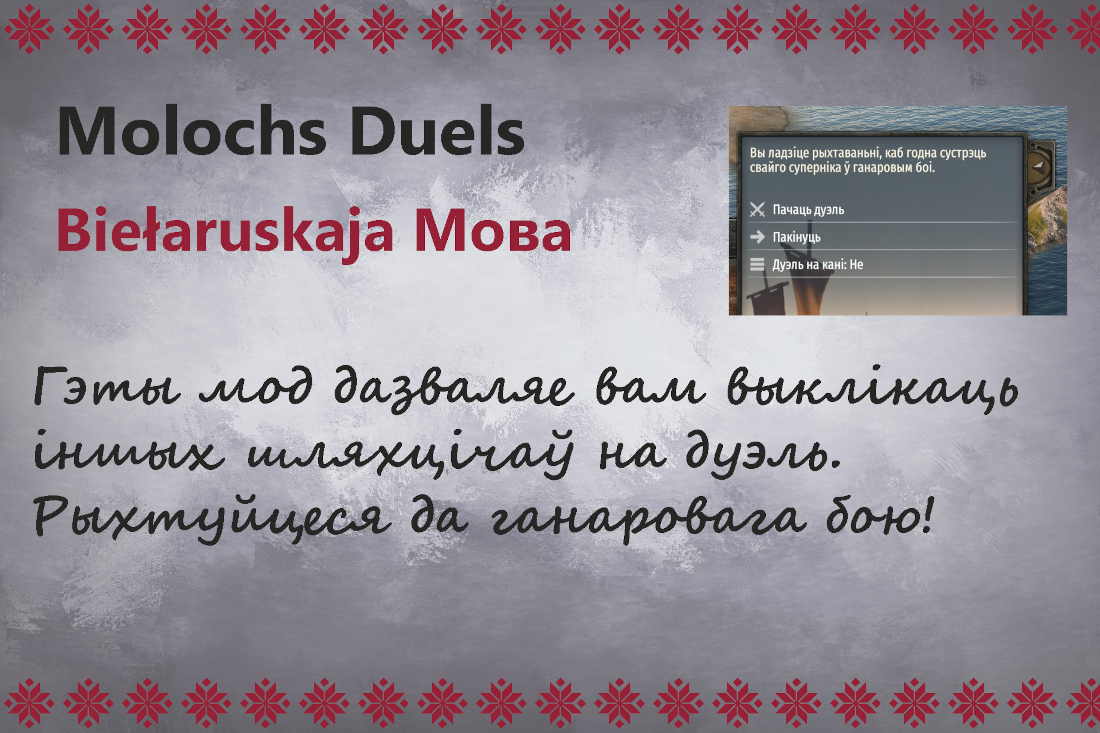 Molochs Duels
Biełaruskaja Мова
Вы ладзіце рыхтаваньні, каб годна сустрэць
свайго суперніка ў ганаровым боі.
Пачаць дуэль
Пакінуць
Дуэль на кані: Не
Гэты мод дазваляе вам выклікаць
іншых шляхцічаў на дуэль.
Рыхтуйцеся да ганаровага бою!